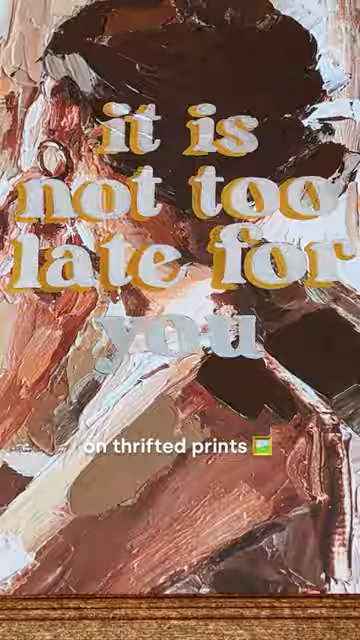 it is
not too
late for
you
on thrifted prints 🖼️